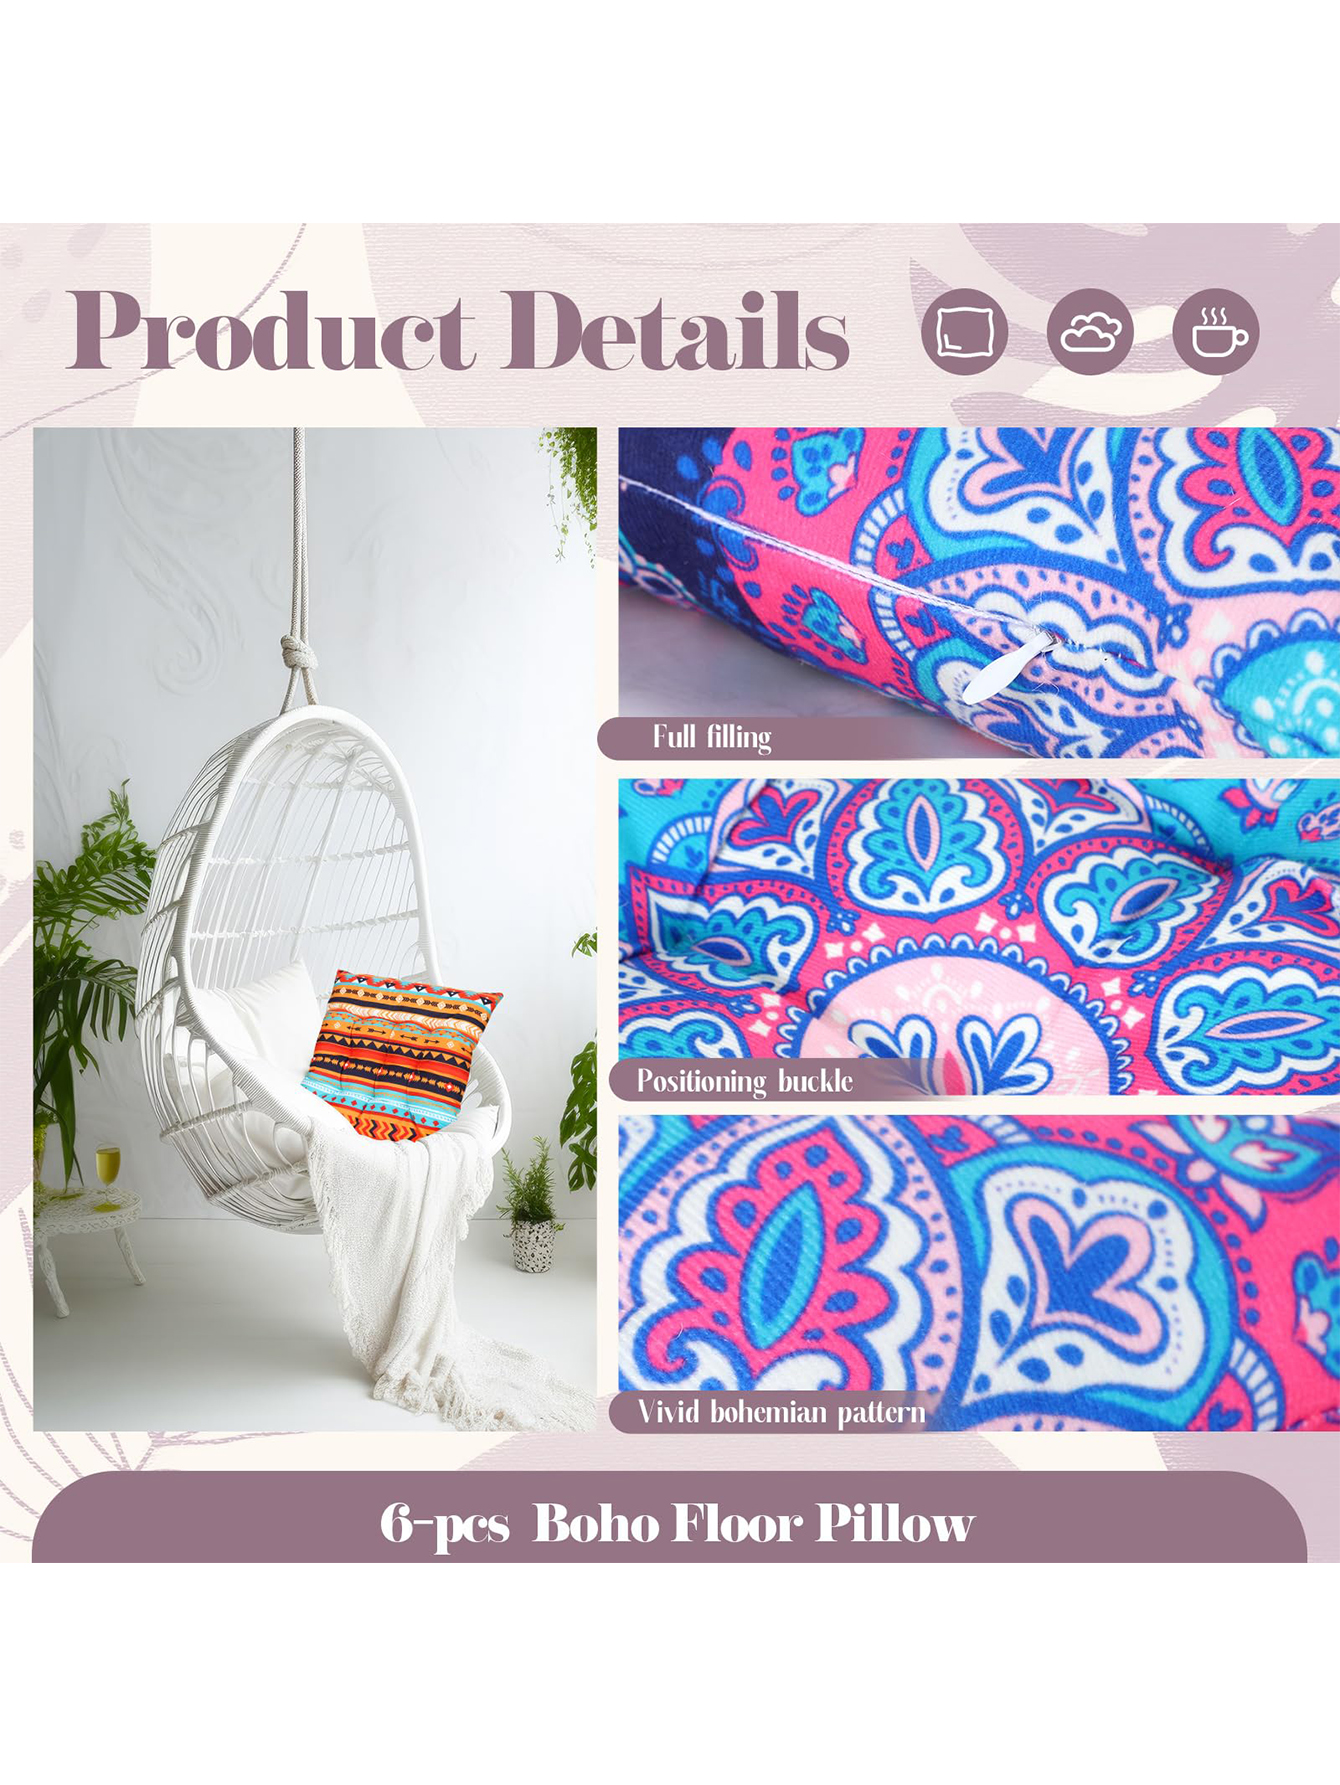 Product Details
Full filling
Positioning buckle
Vivid bohemian pattern
6-pcs Boho Floor Pillow